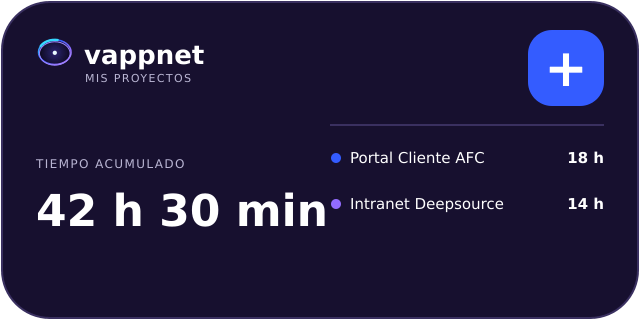 vappnet
MIS PROYECTOS
+
TIEMPO ACUMULADO
42 h 30 min
Portal Cliente AFC 18 h
Intranet Deepsource 14 h